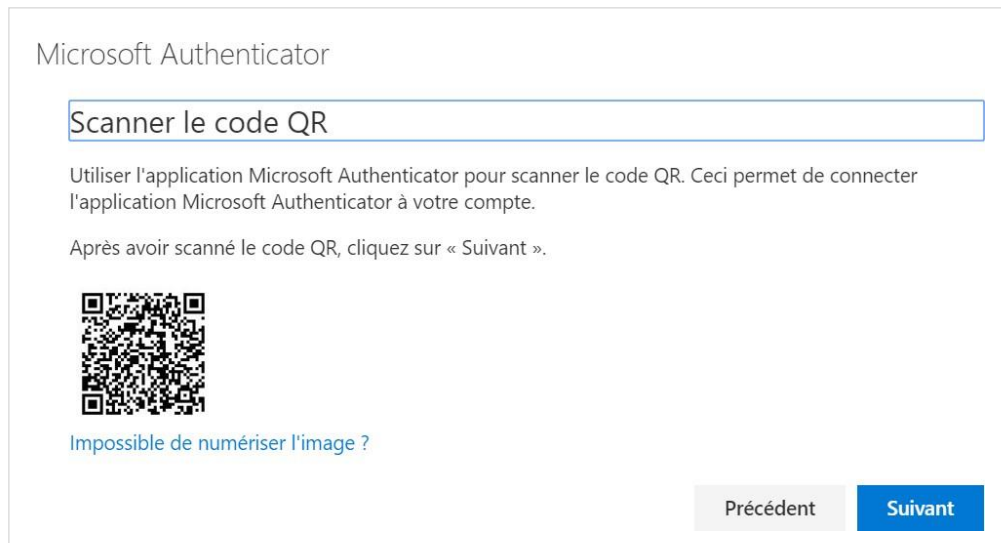 Microsoft Authenticator
Scanner le code QR
Utiliser l'application Microsoft Authenticator pour scanner le code QR. Ceci permet de connecter
l'application Microsoft Authenticator à votre compte.
Après avoir scanné le code QR, cliquez sur « Suivant ».
Impossible de numériser l'image ?
Précédent
Suivant